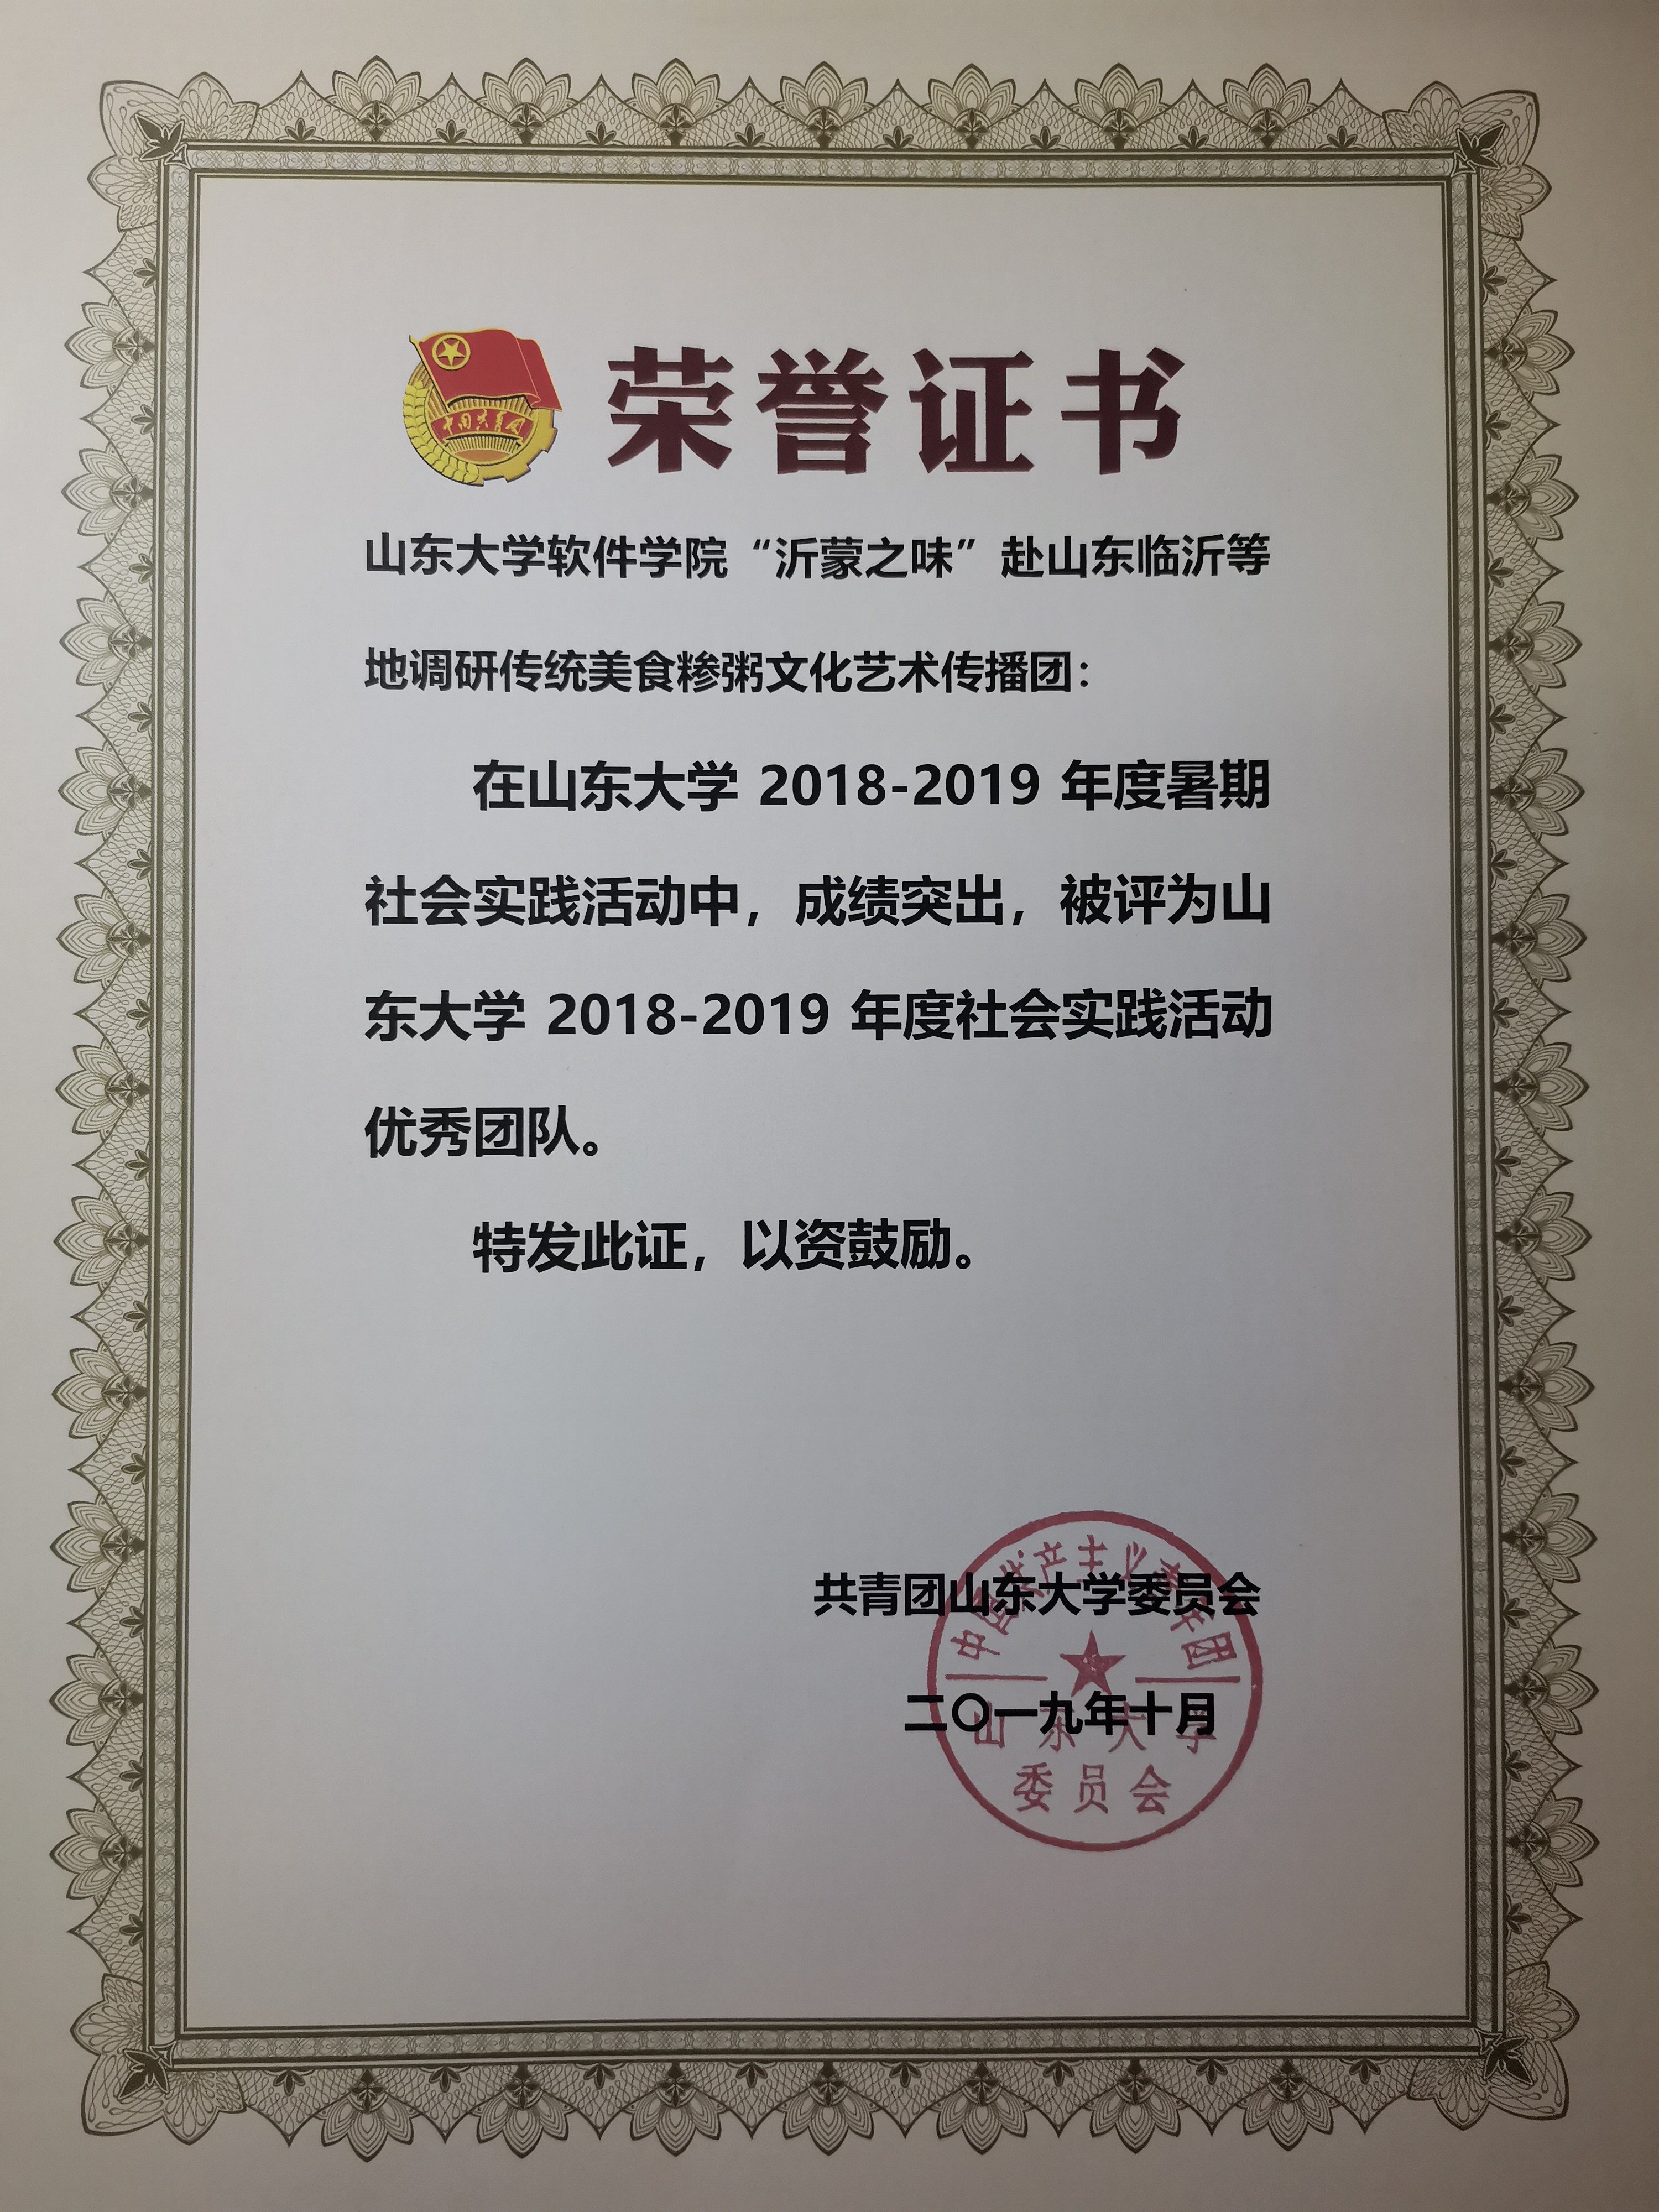 中国共青团
荣誉证书
山东大学软件学院“沂蒙之味”赴山东临沂等
地调研传统美食糁粥文化艺术传播团：
在山东大学 2018-2019 年度暑期
社会实践活动中，成绩突出，被评为山
东大学 2018-2019 年度社会实践活动
优秀团队。
特发此证，以资鼓励。
共青团山东大学委员会
二〇一九年十月
中国共产主义青年团
山东大学
委员会